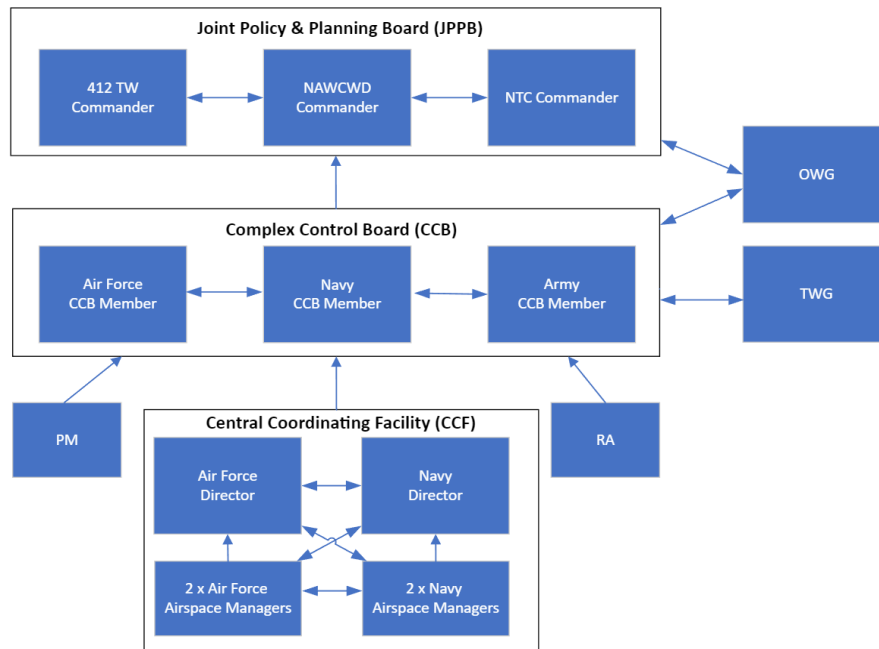 Joint Policy & Planning Board (JPPB)
412 TW
Commander
NAWCWD
Commander
NTC Commander
OWG
Complex Control Board (CCB)
Air Force
CCB Member
Navy
CCB Member
Army
CCB Member
TWG
PM
Central Coordinating Facility (CCF)
RA
Air Force
Director
Navy
Director
2 x Air Force
Airspace Managers
2 x Navy
Airspace Managers